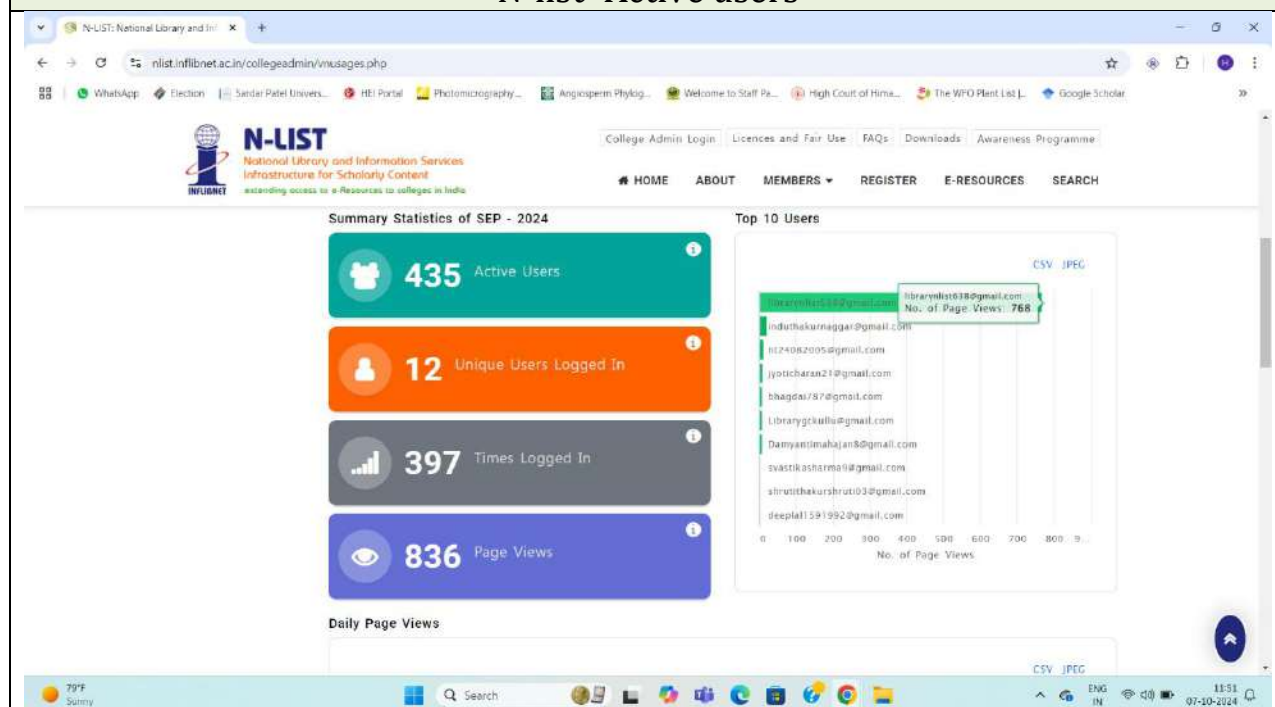 N-list Active users
N-LIST: National Library and Inf
nlist.inflibnet.ac.in/collegeadmin/vnusages.php
WhatsApp Election Sardar Patel Univers... HEI Portal Photomicrography... Angiosperm Phylog... Welcome to Staff Pa... High Court of Hima... The WFO Plant List |... Google Scholar
N-LIST
National Library and Information Services
Infrastructure for Scholarly Content
extending access to e-Resources to colleges in India
INFLIBNET
College Admin Login Licences and Fair Use FAQs Downloads Awareness Programme
HOME ABOUT MEMBERS REGISTER E-RESOURCES SEARCH
Summary Statistics of SEP - 2024
435 Active Users
12 Unique Users Logged In
397 Times Logged In
836 Page Views
Top 10 Users
CSV JPEG
librarynlist638@gmail.com
No. of Page Views: 768
induthakurnaggar@gmail.com
nt24082005@gmail.com
jyoticharan21@gmail.com
bhagdai787@gmail.com
Librarygckullu@gmail.com
Damyantimahajan8@gmail.com
svastikasharma9@gmail.com
shrutithakurshruti03@gmail.com
deeplal1591992@gmail.com
0 100 200 300 400 500 600 700 800 9...
No. of Page Views
Daily Page Views
CSV JPEG
79°F
Sunny
Search
ENG
IN
11:51
07-10-2024